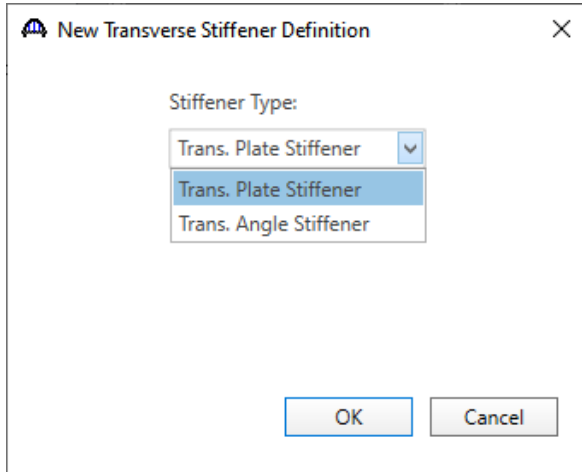 New Transverse Stiffener Definition
Stiffener Type:
Trans. Plate Stiffener
Trans. Plate Stiffener
Trans. Angle Stiffener
OK Cancel